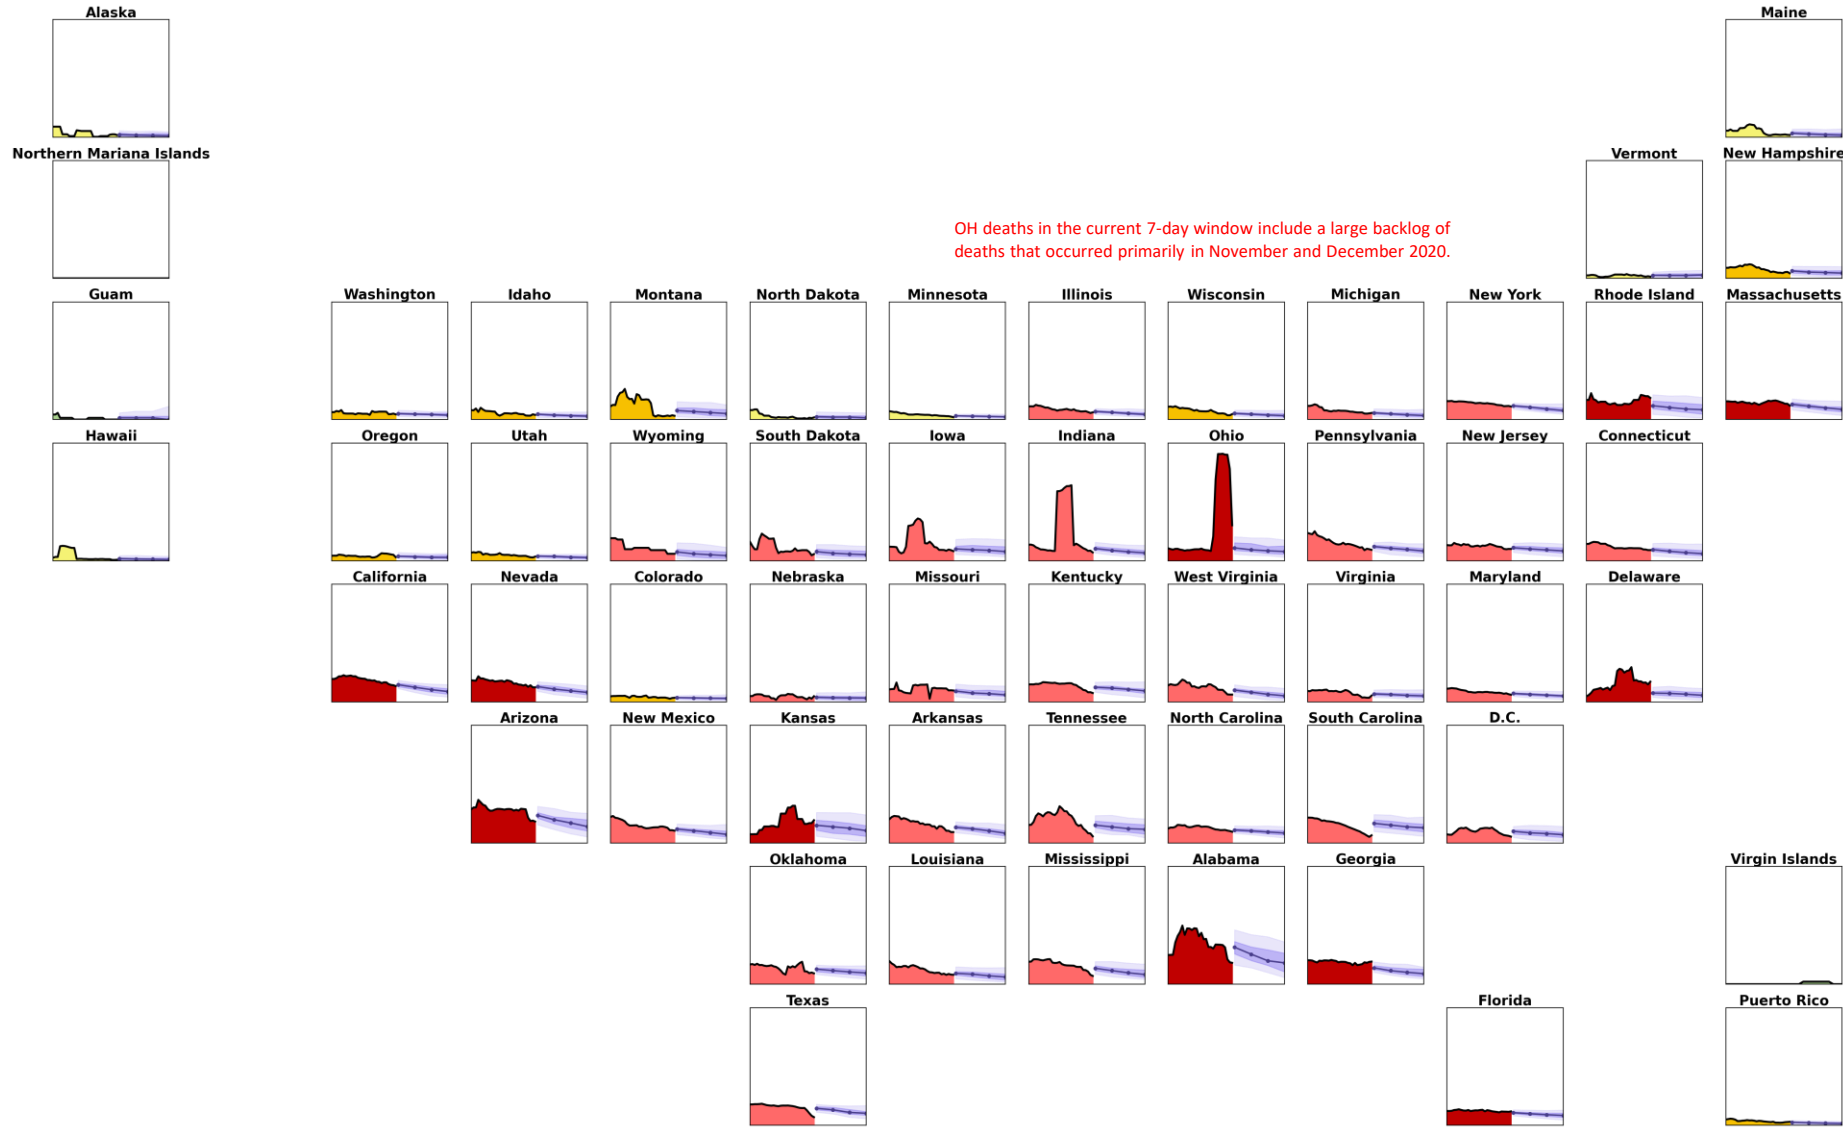 Alaska
Maine
Northern Mariana Islands
Vermont
New Hampshire
OH deaths in the current 7-day window include a large backlog of
deaths that occurred primarily in November and December 2020.
Guam
Washington
Idaho
Montana
North Dakota
Minnesota
Illinois
Wisconsin
Michigan
New York
Rhode Island
Massachusetts
Hawaii
Oregon
Utah
Wyoming
South Dakota
Iowa
Indiana
Ohio
Pennsylvania
New Jersey
Connecticut
California
Nevada
Colorado
Nebraska
Missouri
Kentucky
West Virginia
Virginia
Maryland
Delaware
Arizona
New Mexico
Kansas
Arkansas
Tennessee
North Carolina
South Carolina
D.C.
Oklahoma
Louisiana
Mississippi
Alabama
Georgia
Virgin Islands
Texas
Florida
Puerto Rico